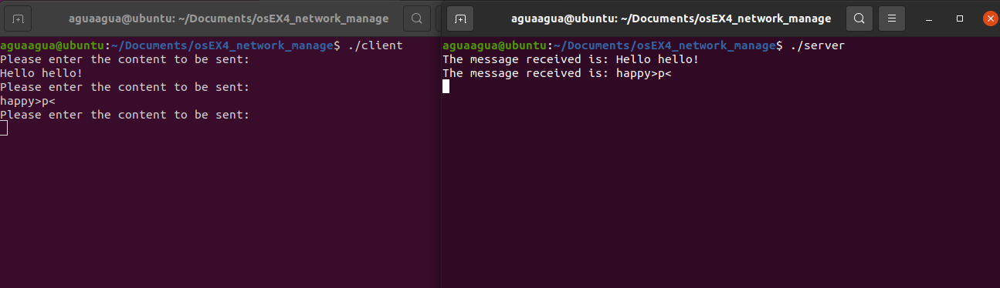 aguaagua@ubuntu: ~/Documents/osEX4_network_manage
aguaagua@ubuntu:~/Documents/osEX4_network_manage$ ./client
Please enter the content to be sent:
Hello hello!
Please enter the content to be sent:
happy>p<
Please enter the content to be sent:
aguaagua@ubuntu: ~/Documents/osEX4_network_manage
aguaagua@ubuntu:~/Documents/osEX4_network_manage$ ./server
The message received is: Hello hello!
The message received is: happy>p<